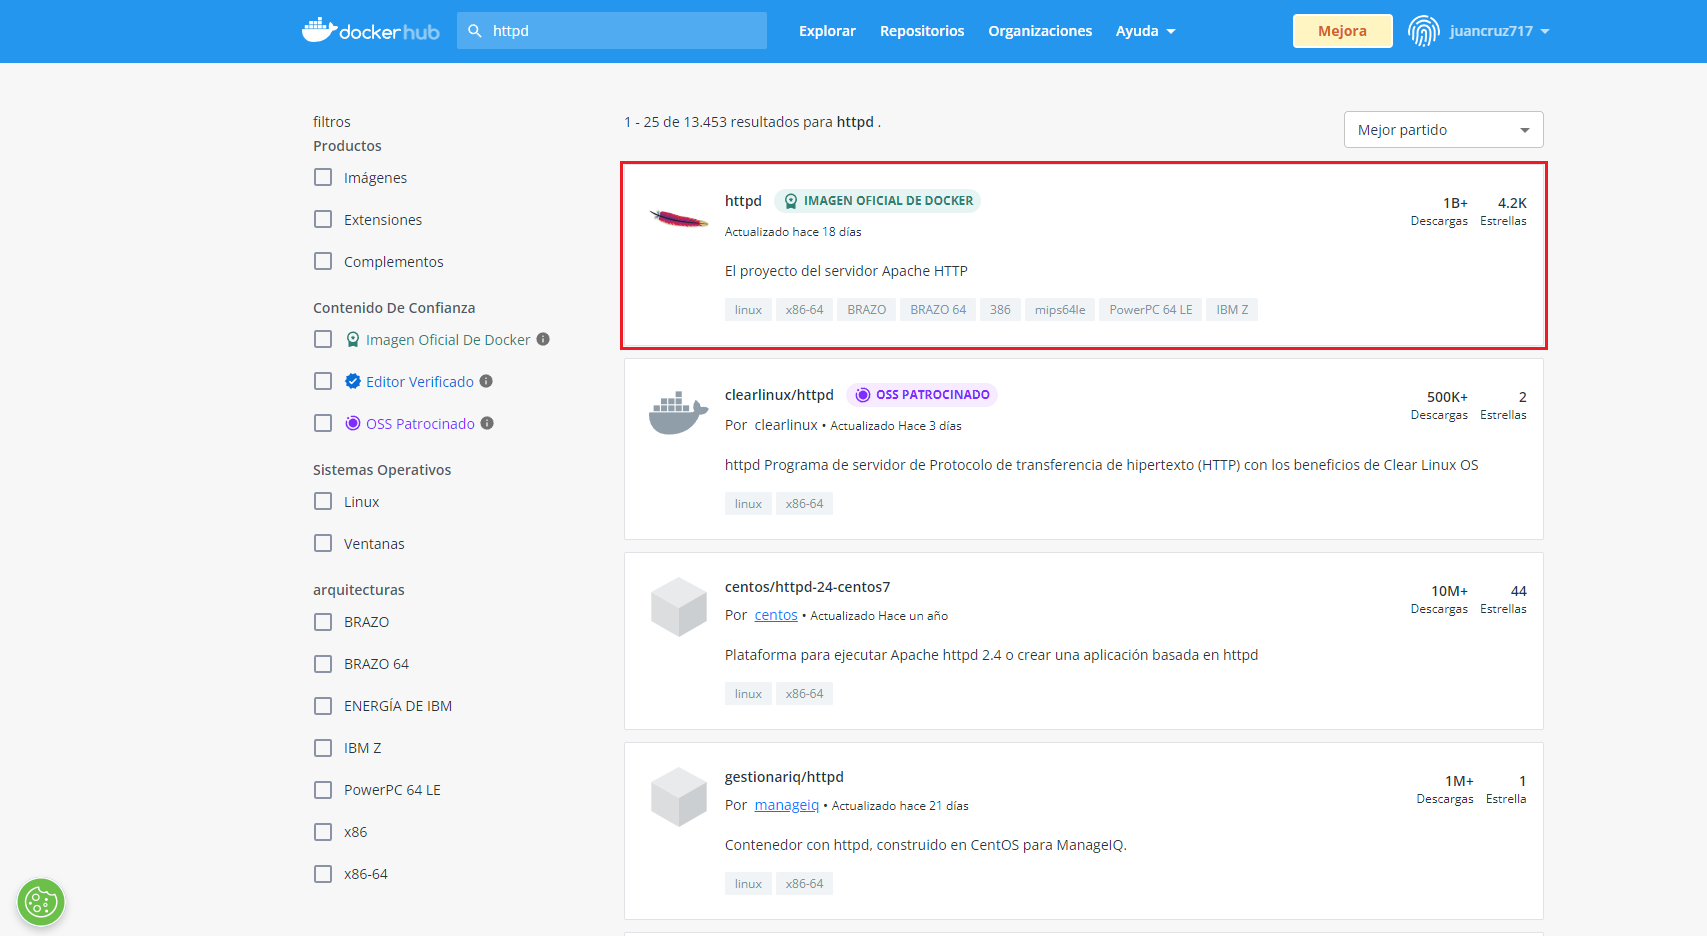 docker hub
httpd
Explorar
Repositorios
Organizaciones
Ayuda
Mejora
juancruz717
filtros
Productos
Imágenes
Extensiones
Complementos
Contenido De Confianza
Imagen Oficial De Docker
Editor Verificado
OSS Patrocinado
Sistemas Operativos
Linux
Ventanas
arquitecturas
BRAZO
BRAZO 64
ENERGÍA DE IBM
IBM Z
PowerPC 64 LE
x86
x86-64
1 - 25 de 13.453 resultados para httpd .
Mejor partido
httpd IMAGEN OFICIAL DE DOCKER
Actualizado hace 18 días
El proyecto del servidor Apache HTTP
linux x86-64 BRAZO BRAZO 64 386 mips64le PowerPC 64 LE IBM Z
1B+ 4.2K
Descargas Estrellas
clearlinux/httpd OSS PATROCINADO
Por clearlinux • Actualizado Hace 3 días
httpd Programa de servidor de Protocolo de transferencia de hipertexto (HTTP) con los beneficios de Clear Linux OS
linux x86-64
500K+ 2
Descargas Estrellas
centos/httpd-24-centos7
Por centos • Actualizado Hace un año
Plataforma para ejecutar Apache httpd 2.4 o crear una aplicación basada en httpd
linux x86-64
10M+ 44
Descargas Estrellas
gestionariq/httpd
Por manageiq • Actualizado hace 21 días
Contenedor con httpd, construido en CentOS para ManageIQ.
linux x86-64
1M+ 1
Descargas Estrella